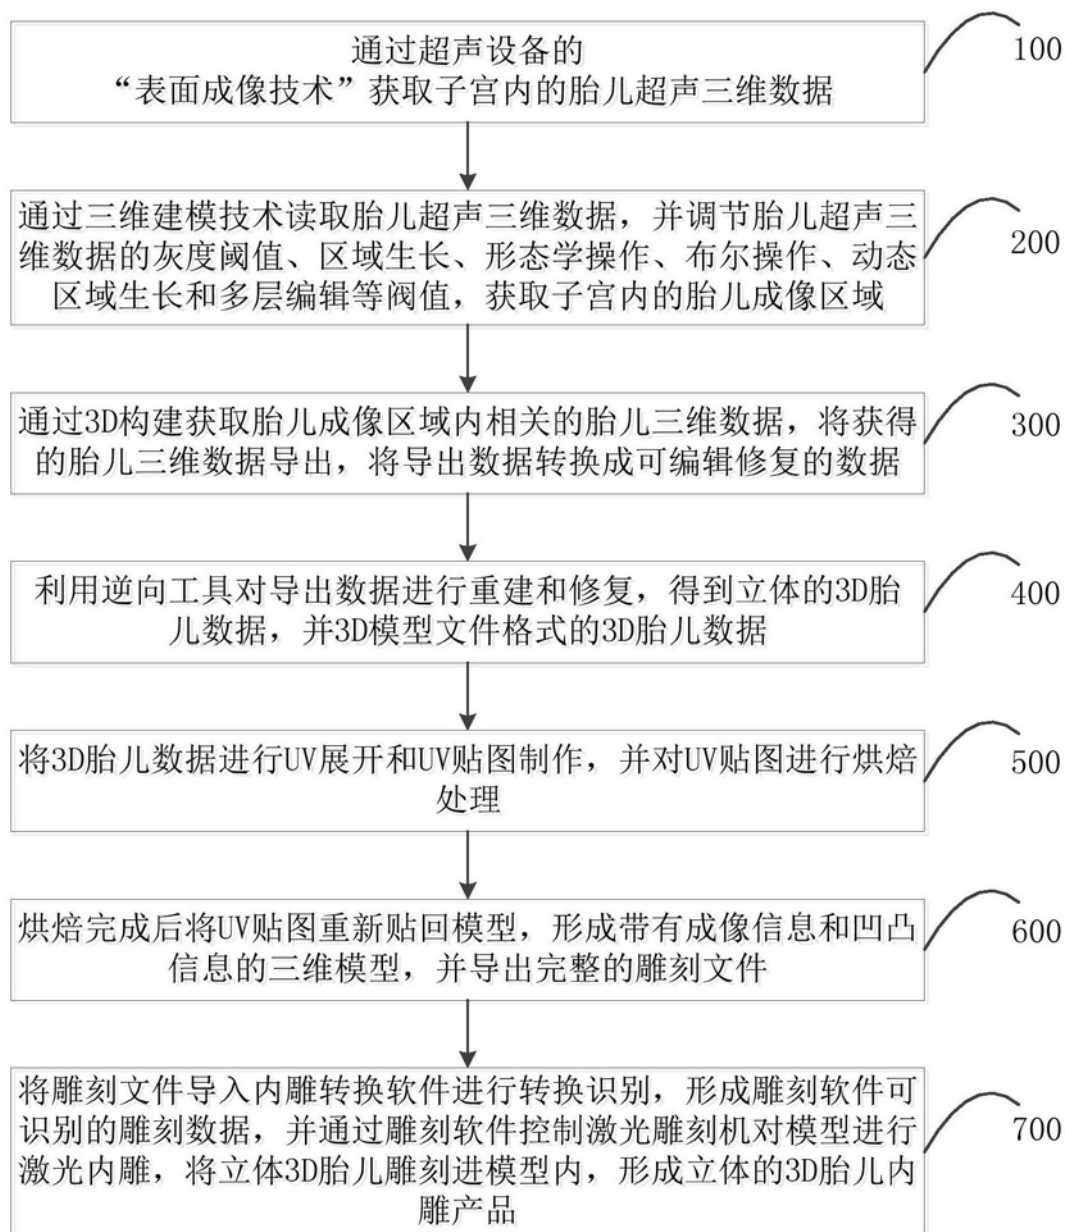 通过超声设备的
“表面成像技术”获取子宫内的胎儿超声三维数据
100
通过三维建模技术读取胎儿超声三维数据，并调节胎儿超声三
维数据的灰度阈值、区域生长、形态学操作、布尔操作、动态
区域生长和多层编辑等阀值，获取子宫内的胎儿成像区域
200
通过3D构建获取胎儿成像区域内相关的胎儿三维数据，将获得
的胎儿三维数据导出，将导出数据转换成可编辑修复的数据
300
利用逆向工具对导出数据进行重建和修复，得到立体的3D胎
儿数据，并3D模型文件格式的3D胎儿数据
400
将3D胎儿数据进行UV展开和UV贴图制作，并对UV贴图进行烘焙
处理
500
烘焙完成后将UV贴图重新贴回模型，形成带有成像信息和凹凸
信息的三维模型，并导出完整的雕刻文件
600
将雕刻文件导入内雕转换软件进行转换识别，形成雕刻软件可
识别的雕刻数据，并通过雕刻软件控制激光雕刻机对模型进行
激光内雕，将立体3D胎儿雕刻进模型内，形成立体的3D胎儿内
雕产品
700